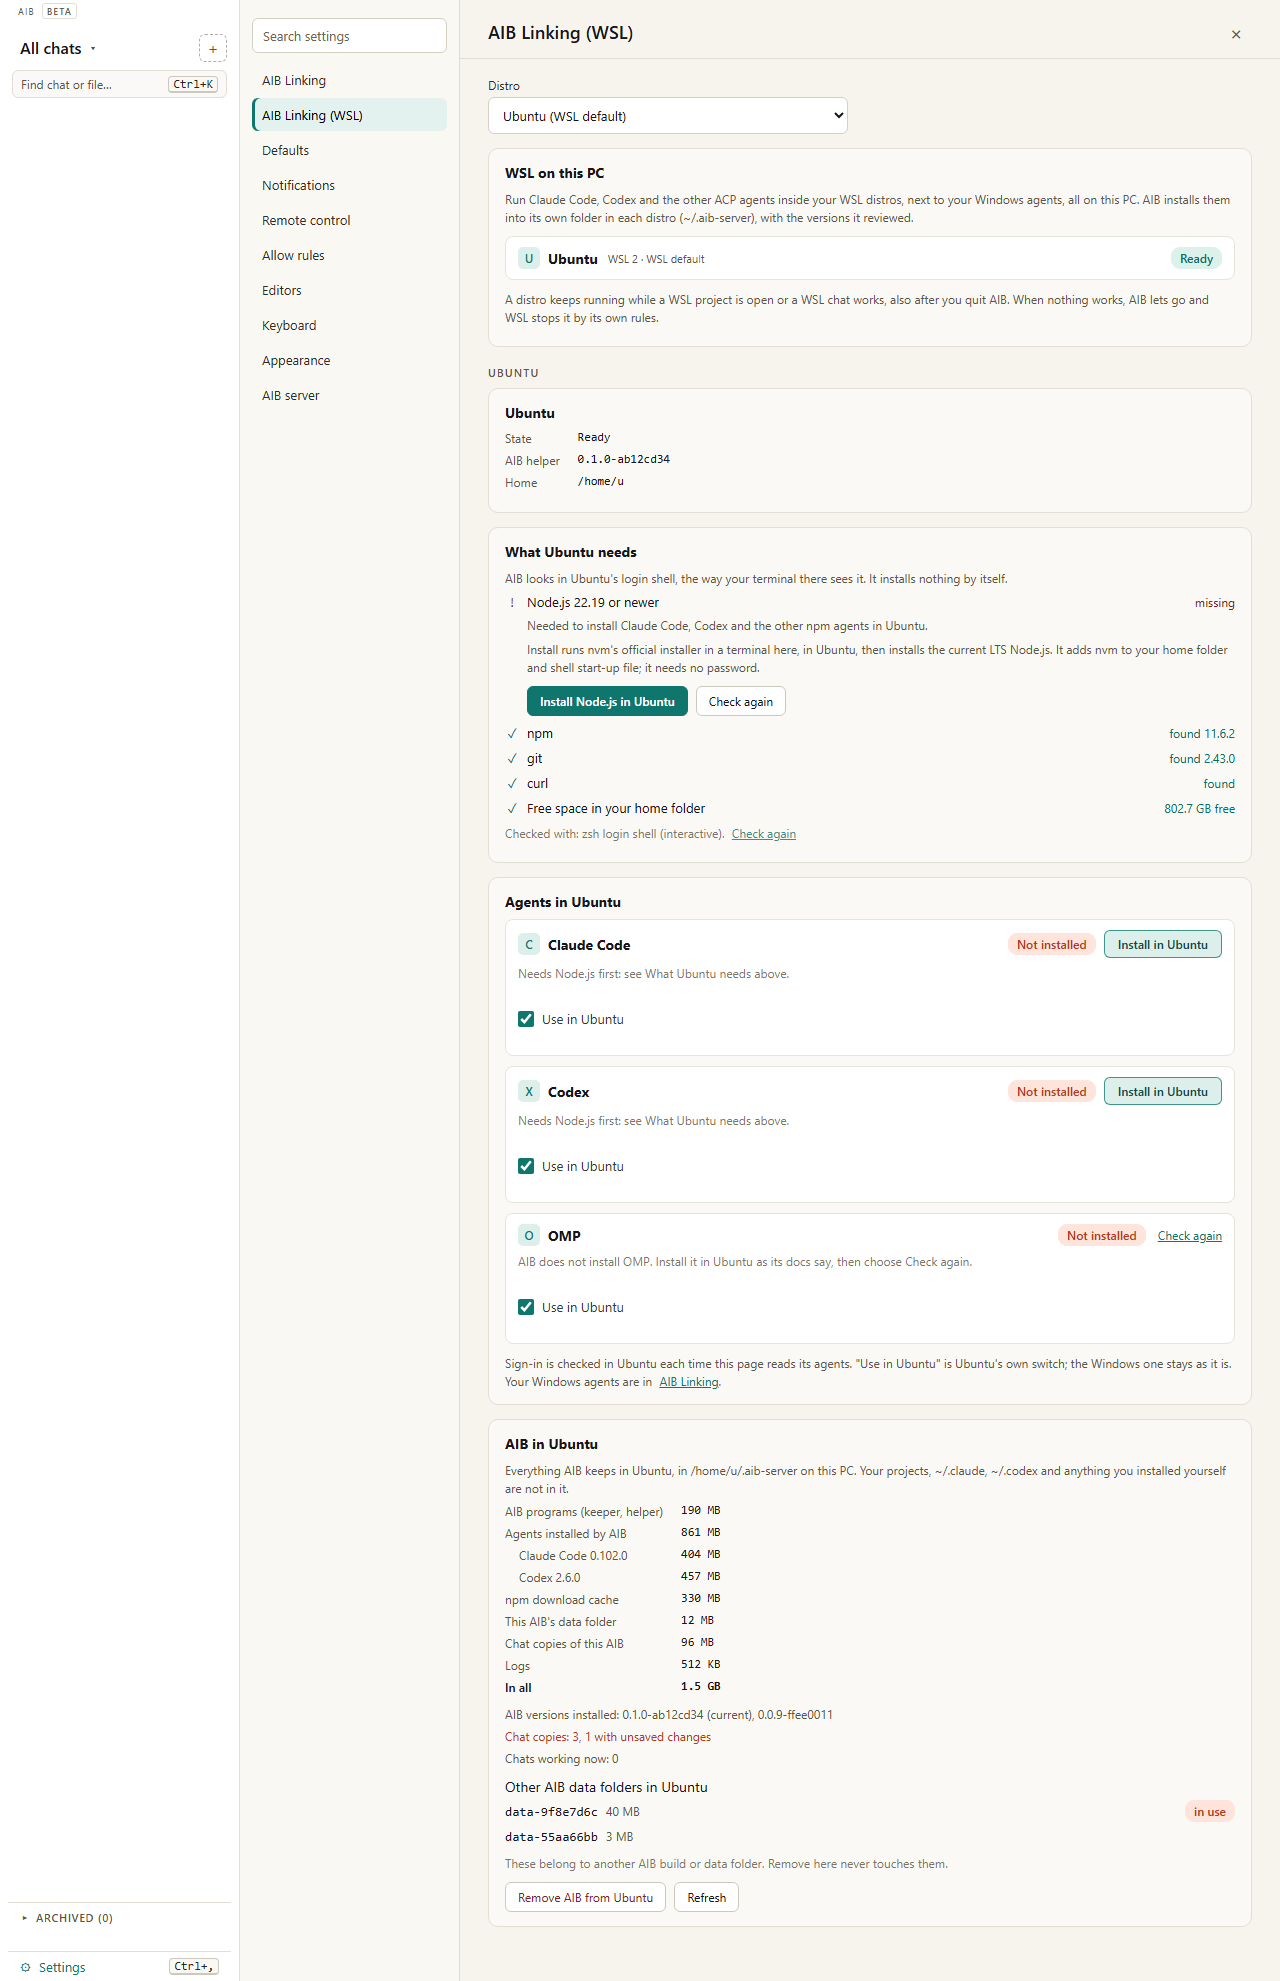 AIB BETA
All chats
+
Find chat or file... Ctrl+K
ARCHIVED (0)
Settings Ctrl+,
Search settings
AIB Linking
AIB Linking (WSL)
Defaults
Notifications
Remote control
Allow rules
Editors
Keyboard
Appearance
AIB server
AIB Linking (WSL) ×
Distro
Ubuntu (WSL default)
WSL on this PC
Run Claude Code, Codex and the other ACP agents inside your WSL distros, next to your Windows agents, all on this PC. AIB installs them
into its own folder in each distro (~/.aib-server), with the versions it reviewed.
U Ubuntu WSL 2 · WSL default Ready
A distro keeps running while a WSL project is open or a WSL chat works, also after you quit AIB. When nothing works, AIB lets go and
WSL stops it by its own rules.
UBUNTU
Ubuntu
State Ready
AIB helper 0.1.0-ab12cd34
Home /home/u
What Ubuntu needs
AIB looks in Ubuntu's login shell, the way your terminal there sees it. It installs nothing by itself.
! Node.js 22.19 or newer missing
Needed to install Claude Code, Codex and the other npm agents in Ubuntu.
Install runs nvm's official installer in a terminal here, in Ubuntu, then installs the current LTS Node.js. It adds nvm to your home folder
and shell start-up file; it needs no password.
Install Node.js in Ubuntu Check again
✓ npm found 11.6.2
✓ git found 2.43.0
✓ curl found
✓ Free space in your home folder 802.7 GB free
Checked with: zsh login shell (interactive). Check again
Agents in Ubuntu
C Claude Code Not installed Install in Ubuntu
Needs Node.js first: see What Ubuntu needs above.
Use in Ubuntu
X Codex Not installed Install in Ubuntu
Needs Node.js first: see What Ubuntu needs above.
Use in Ubuntu
O OMP Not installed Check again
AIB does not install OMP. Install it in Ubuntu as its docs say, then choose Check again.
Use in Ubuntu
Sign-in is checked in Ubuntu each time this page reads its agents. "Use in Ubuntu" is Ubuntu's own switch; the Windows one stays as it is.
Your Windows agents are in AIB Linking.
AIB in Ubuntu
Everything AIB keeps in Ubuntu, in /home/u/.aib-server on this PC. Your projects, ~/.claude, ~/.codex and anything you installed yourself
are not in it.
AIB programs (keeper, helper) 190 MB
Agents installed by AIB 861 MB
Claude Code 0.102.0 404 MB
Codex 2.6.0 457 MB
npm download cache 330 MB
This AIB's data folder 12 MB
Chat copies of this AIB 96 MB
Logs 512 KB
In all 1.5 GB
AIB versions installed: 0.1.0-ab12cd34 (current), 0.0.9-ffee0011
Chat copies: 3, 1 with unsaved changes
Chats working now: 0
Other AIB data folders in Ubuntu
data-9f8e7d6c 40 MB in use
data-55aa66bb 3 MB
These belong to another AIB build or data folder. Remove here never touches them.
Remove AIB from Ubuntu Refresh